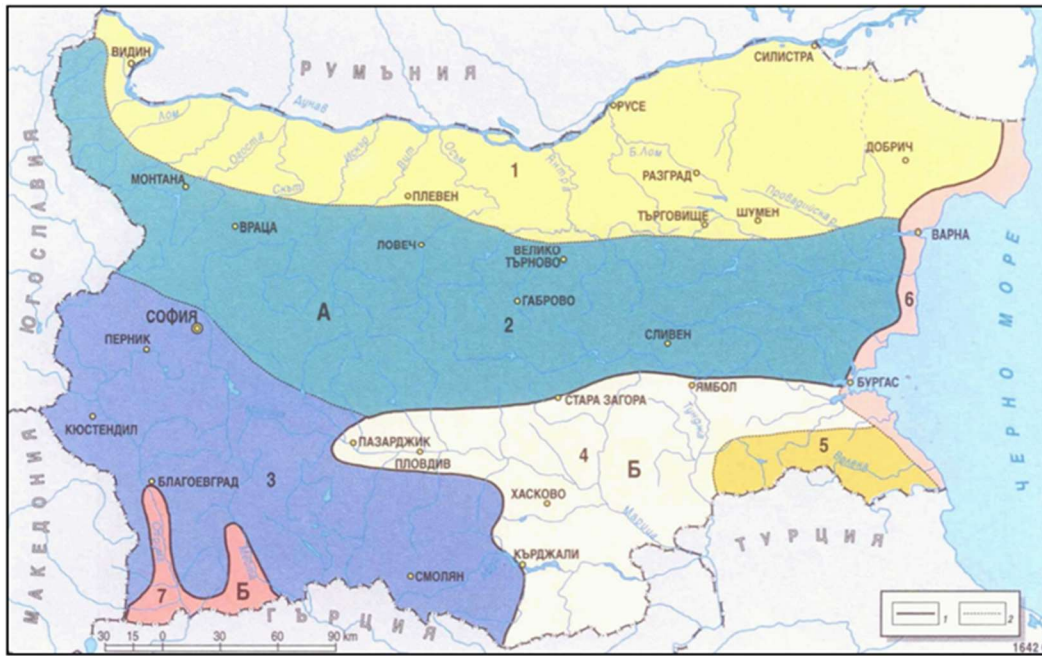 ВИДИН
РУМЪНИЯ
СИЛИСТРА
Дунав
РУСЕ
Лом
Огоста
Искър
Вит
Осъм
Янтра
Б.Лом
ДОБРИЧ
МОНТАНА
Скът
ПЛЕВЕН
1
РАЗГРАД
Провадийска р.
ТЪРГОВИЩЕ
ШУМЕН
ВРАЦА
ЛОВЕЧ
ВЕЛИКО
ТЪРНОВО
ВАРНА
ЮГОСЛАВИЯ
А
ГАБРОВО
2
6
СОФИЯ
ПЕРНИК
СЛИВЕН
ЧЕРНО МОРЕ
ЯМБОЛ
БУРГАС
СТАРА ЗАГОРА
Тунджа
КЮСТЕНДИЛ
ПАЗАРДЖИК
ПЛОВДИВ
4
Б
5
Велека
БЛАГОЕВГРАД
3
ХАСКОВО
Марица
МАКЕДОНИЯ
ТУРЦИЯ
КЪРДЖАЛИ
СМОЛЯН
7
Б
ГЪРЦИЯ
30 15 0 30 60 90 km
1
2
1642